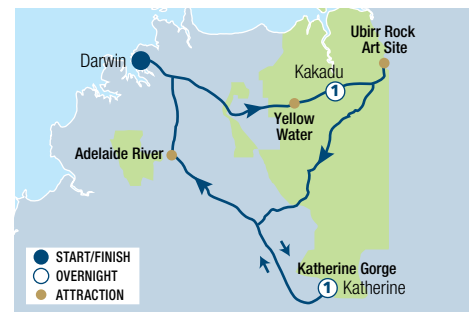 Ubirr Rock
Art Site
Darwin
Kakadu
1
Yellow
Water
Adelaide River
Katherine Gorge
1 Katherine
START/FINISH
OVERNIGHT
ATTRACTION